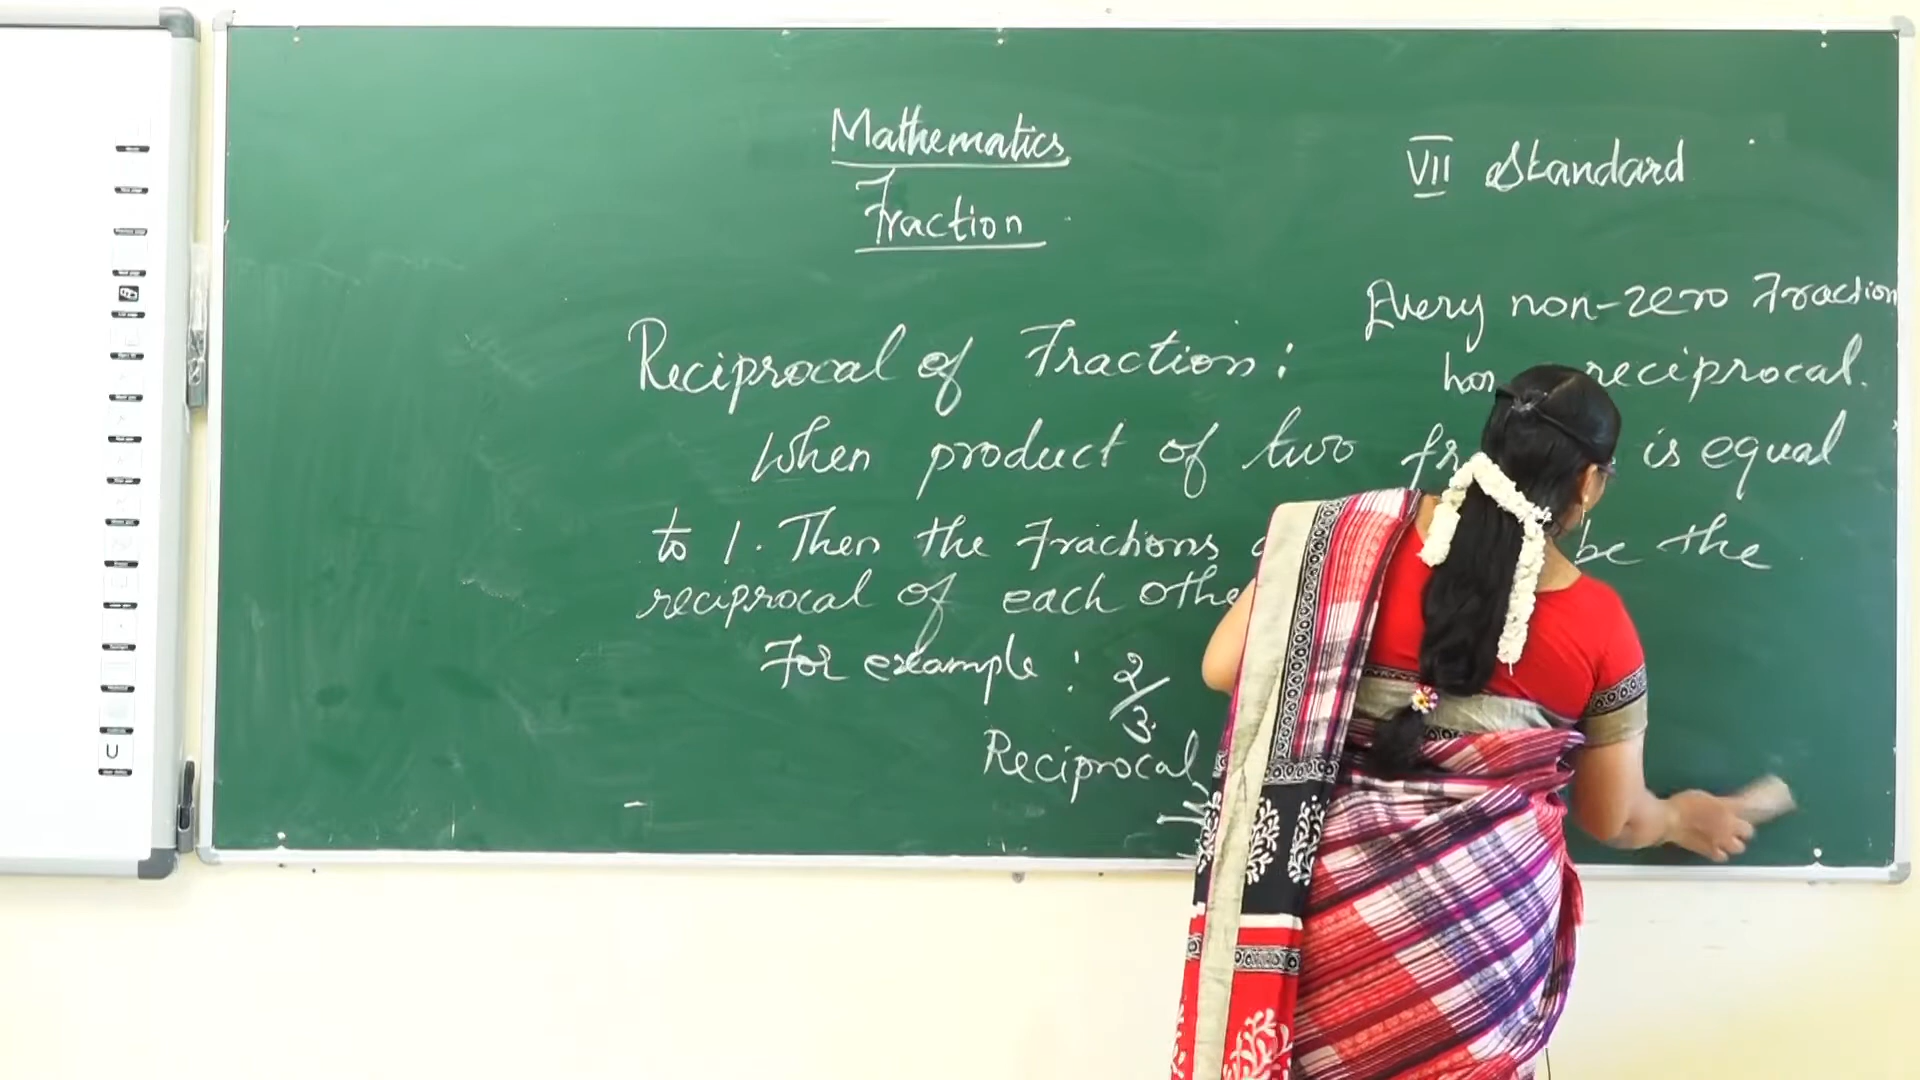 Mathematics
Fraction
VII Standard
Every non-zero Fraction
has reciprocal.
Reciprocal of Fraction:
When product of two is equal
to 1. Then the Fractions be the
reciprocal of each
For example: 2/3
Reciprocal
U